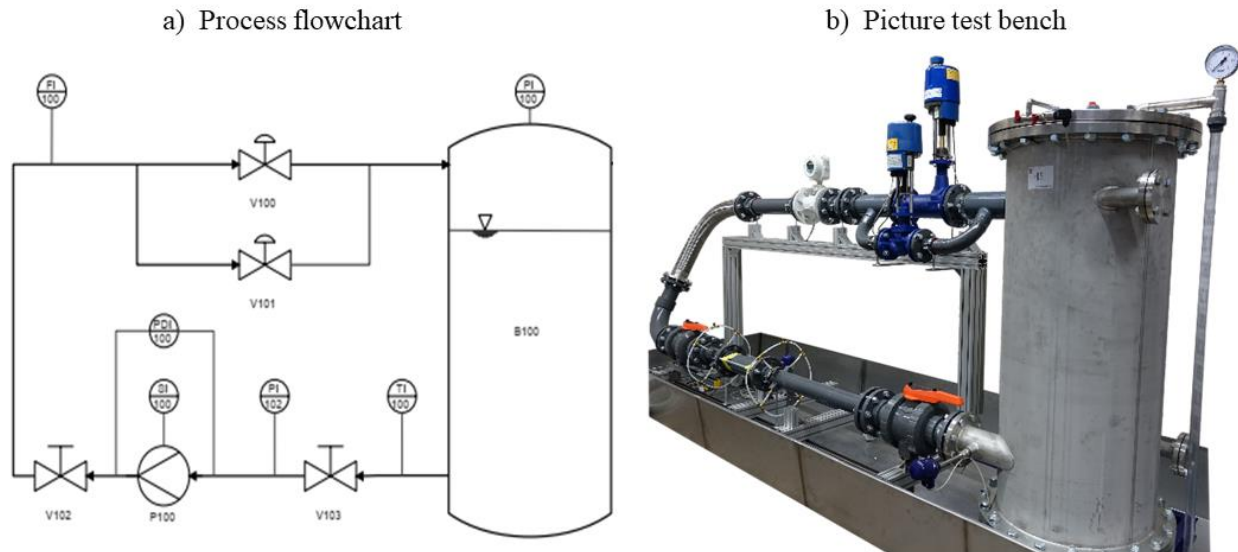 a) Process flowchart
b) Picture test bench
FI
100
PI
100
V100
V101
PDI
100
B100
SI
100
PI
102
TI
100
V102
P100
V103